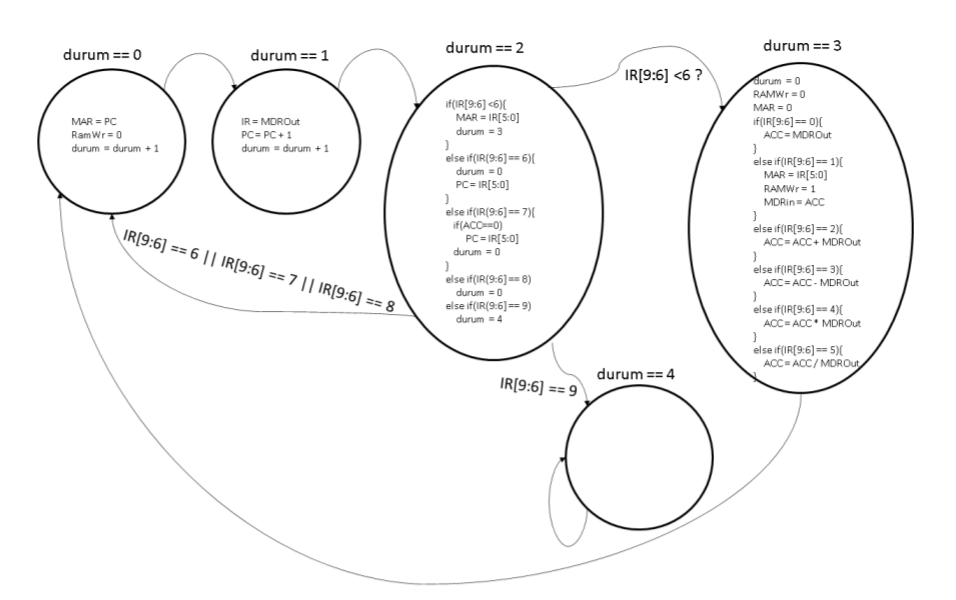 durum == 0
MAR = PC
RamWr = 0
durum = durum + 1
durum == 1
IR = MDROut
PC = PC + 1
durum = durum + 1
durum == 2
if(IR[9:6] <6){
MAR = IR[5:0]
durum = 3
}
else if(IR(9:6] == 6){
durum = 0
PC = IR[5:0]
}
else if(IR(9:6] == 7){
if(ACC==0)
PC = IR[5:0]
durum = 0
}
else if(IR(9:6] == 8)
durum = 0
else if(IR(9:6] == 9)
durum = 4
IR[9:6] <6 ?
durum == 3
durum = 0
RAMWr = 0
MAR = 0
if(IR[9:6] == 0){
ACC = MDROut
}
else if(IR[9:6] == 1){
MAR = IR[5:0]
RAMWr = 1
MDRin = ACC
}
else if(IR[9:6] == 2){
ACC = ACC + MDROut
}
else if(IR[9:6] == 3){
ACC = ACC - MDROut
}
else if(IR[9:6] == 4){
ACC = ACC * MDROut
}
else if(IR[9:6] == 5){
ACC = ACC / MDROut
}
IR[9:6] == 6 || IR[9:6] == 7 || IR[9:6] == 8
IR[9:6] == 9
durum == 4